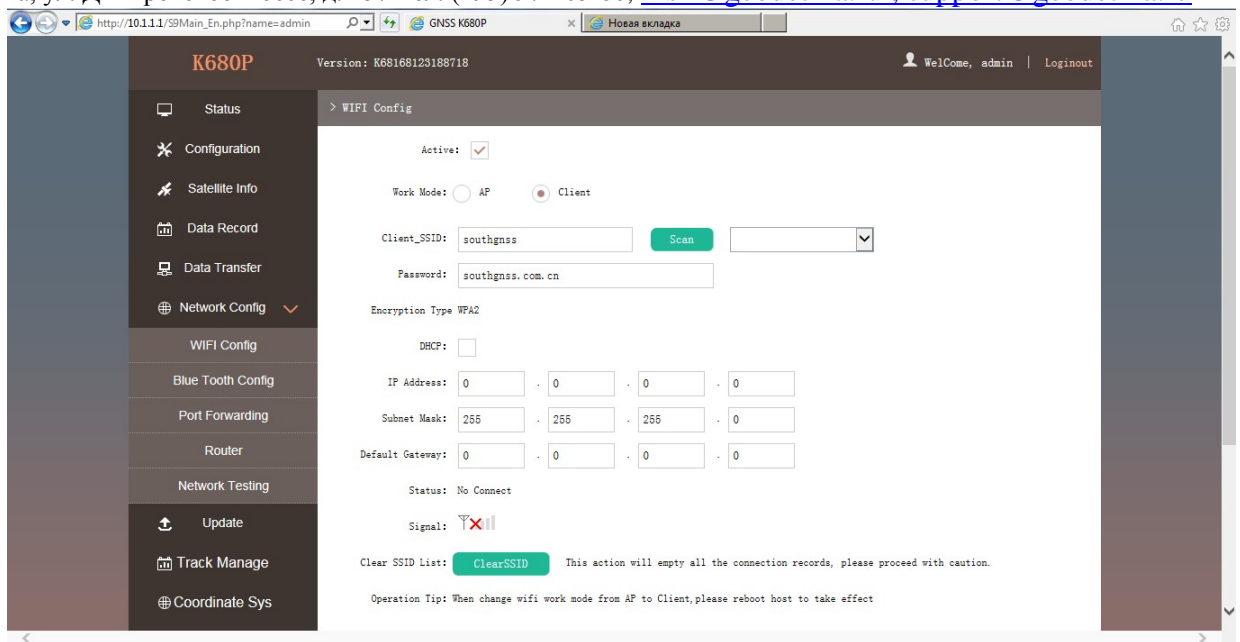 http://10.1.1.1/S9Main_En.php?name=admin
GNSS K680P
Новая вкладка
K680P
Version: K68168123188718
WelCome, admin | Loginout
Status
> WIFI Config
Configuration
Active:
Satellite Info
Work Mode: AP Client
Data Record
Client_SSID: southgnss Scan
Data Transfer
Password: southgnss.com.cn
Network Config
Encryption Type WPA2
WIFI Config
DHCP:
Blue Tooth Config
IP Address: 0 . 0 . 0 . 0
Port Forwarding
Subnet Mask: 255 . 255 . 255 . 0
Router
Default Gateway: 0 . 0 . 0 . 0
Network Testing
Status: No Connect
Update
Signal:
Track Manage
Clear SSID List: ClearSSID This action will empty all the connection records, please proceed with caution.
Coordinate Sys
Operation Tip: When change wifi work mode from AP to Client,please reboot host to take effect